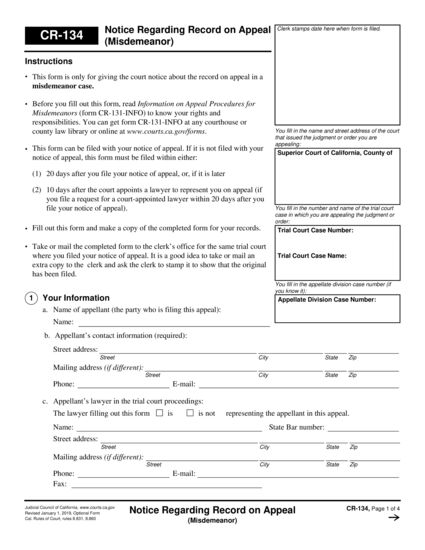 CR-134
Notice Regarding Record on Appeal
(Misdemeanor)
Clerk stamps date here when form is filed.
Instructions
• This form is only for giving the court notice about the record on appeal in a
misdemeanor case.
• Before you fill out this form, read Information on Appeal Procedures for
Misdemeanors (form CR-131-INFO) to know your rights and
responsibilities. You can get form CR-131-INFO at any courthouse or
county law library or online at www.courts.ca.gov/forms.
• This form can be filed with your notice of appeal. If it is not filed with your
notice of appeal, this form must be filed within either:
(1) 20 days after you file your notice of appeal, or, if it is later
(2) 10 days after the court appoints a lawyer to represent you on appeal (if
you file a request for a court-appointed lawyer within 20 days after you
file your notice of appeal).
• Fill out this form and make a copy of the completed form for your records.
• Take or mail the completed form to the clerk's office for the same trial court
where you filed your notice of appeal. It is a good idea to take or mail an
extra copy to the clerk and ask the clerk to stamp it to show that the original
has been filed.
You fill in the name and street address of the court
that issued the judgment or order you are
appealing:
Superior Court of California, County of
You fill in the number and name of the trial court
case in which you are appealing the judgment or
order:
Trial Court Case Number:
Trial Court Case Name:
You fill in the appellate division case number (if
you know it):
Appellate Division Case Number:
1 Your Information
a. Name of appellant (the party who is filing this appeal):
Name:
b. Appellant's contact information (required):
Street address:
Street City State Zip
Mailing address (if different):
Street City State Zip
Phone: E-mail:
c. Appellant's lawyer in the trial court proceedings:
The lawyer filling out this form ☐ is ☐ is not representing the appellant in this appeal.
Name: State Bar number:
Street address:
Street City State Zip
Mailing address (if different):
Street City State Zip
Phone: E-mail:
Fax:
Judicial Council of California, www.courts.ca.gov
Revised January 1, 2019, Optional Form
Cal. Rules of Court, rules 8.831, 8.860
Notice Regarding Record on Appeal
(Misdemeanor)
CR-134, Page 1 of 4
→